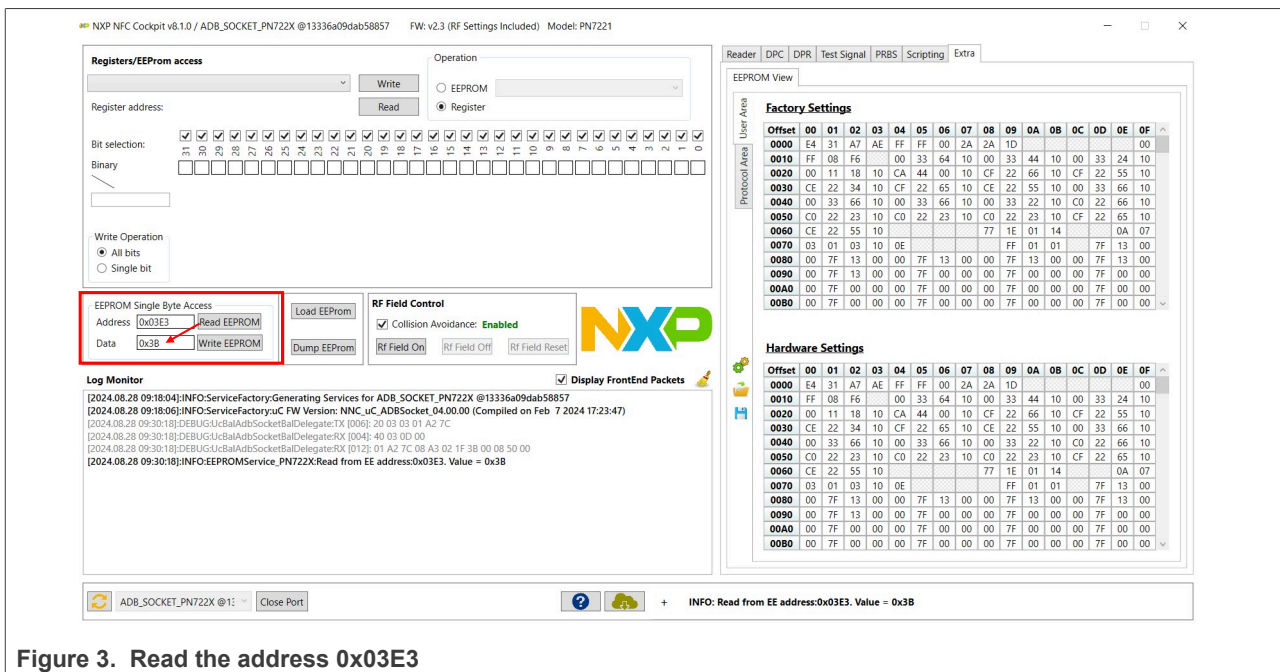 NXP NFC Cockpit v8.1.0 / ADB_SOCKET_PN722X @13336a09dab58857 FW: v2.3 (RF Settings Included) Model: PN7221
Registers/EEProm access
Operation
Write
EEPROM
Register address:
Read
Register
Bit selection:
31 30 29 28 27 26 25 24 23 22 21 20 19 18 17 16 15 14 13 12 11 10 9 8 7 6 5 4 3 2 1 0
Binary
Write Operation
All bits
Single bit
EEPROM Single Byte Access
Address 0x03E3 Read EEPROM
Data 0x3B Write EEPROM
Load EEProm
Dump EEProm
RF Field Control
Collision Avoidance: Enabled
Rf Field On Rf Field Off Rf Field Reset
NXP
Log Monitor
Display FrontEnd Packets
[2024.08.28 09:18:04]:INFO:ServiceFactory:Generating Services for ADB_SOCKET_PN722X @13336a09dab58857
[2024.08.28 09:18:06]:INFO:ServiceFactory:uC FW Version: NNC_uC_ADBSocket_04.00.00 (Compiled on Feb 7 2024 17:23:47)
[2024.08.28 09:30:18]:DEBUG:UcBalAdbSocketBalDelegate:TX [006]: 20 03 03 01 A2 7C
[2024.08.28 09:30:18]:DEBUG:UcBalAdbSocketBalDelegate:RX [004]: 40 03 0D 00
[2024.08.28 09:30:18]:DEBUG:UcBalAdbSocketBalDelegate:RX [012]: 01 A2 7C 08 A3 02 1F 3B 00 08 50 00
[2024.08.28 09:30:18]:INFO:EEPROMService_PN722X:Read from EE address:0x03E3. Value = 0x3B
Reader DPC DPR Test Signal PRBS Scripting Extra
EEPROM View
User Area
Protocol Area
Factory Settings
Offset 00 01 02 03 04 05 06 07 08 09 0A 0B 0C 0D 0E 0F
0000 E4 31 A7 AE FF FF 00 2A 2A 1D 00
0010 FF 08 F6 00 33 64 10 00 33 44 10 00 33 24 10
0020 00 11 18 10 CA 44 00 10 CF 22 66 10 CF 22 55 10
0030 CE 22 34 10 CF 22 65 10 CE 22 55 10 00 33 66 10
0040 00 33 66 10 00 33 66 10 00 33 22 10 C0 22 66 10
0050 C0 22 23 10 C0 22 23 10 C0 22 23 10 CF 22 65 10
0060 CE 22 55 10 77 1E 01 14 0A 07
0070 03 01 03 10 0E FF 01 01 7F 13 00
0080 00 7F 13 00 00 7F 13 00 00 7F 13 00 00 7F 13 00
0090 00 7F 13 00 00 7F 00 00 00 7F 00 00 00 7F 00 00
00A0 00 7F 00 00 00 7F 00 00 00 7F 00 00 00 7F 00 00
00B0 00 7F 00 00 00 7F 00 00 00 7F 00 00 00 7F 00 00
Hardware Settings
Offset 00 01 02 03 04 05 06 07 08 09 0A 0B 0C 0D 0E 0F
0000 E4 31 A7 AE FF FF 00 2A 2A 1D 00
0010 FF 08 F6 00 33 64 10 00 33 44 10 00 33 24 10
0020 00 11 18 10 CA 44 00 10 CF 22 66 10 CF 22 55 10
0030 CE 22 34 10 CF 22 65 10 CE 22 55 10 00 33 66 10
0040 00 33 66 10 00 33 66 10 00 33 22 10 C0 22 66 10
0050 C0 22 23 10 C0 22 23 10 C0 22 23 10 CF 22 65 10
0060 CE 22 55 10 77 1E 01 14 0A 07
0070 03 01 03 10 0E FF 01 01 7F 13 00
0080 00 7F 13 00 00 7F 13 00 00 7F 13 00 00 7F 13 00
0090 00 7F 13 00 00 7F 00 00 00 7F 00 00 00 7F 00 00
00A0 00 7F 00 00 00 7F 00 00 00 7F 00 00 00 7F 00 00
00B0 00 7F 00 00 00 7F 00 00 00 7F 00 00 00 7F 00 00
ADB_SOCKET_PN722X @13 Close Port
? + INFO: Read from EE address:0x03E3. Value = 0x3B
Figure 3. Read the address 0x03E3